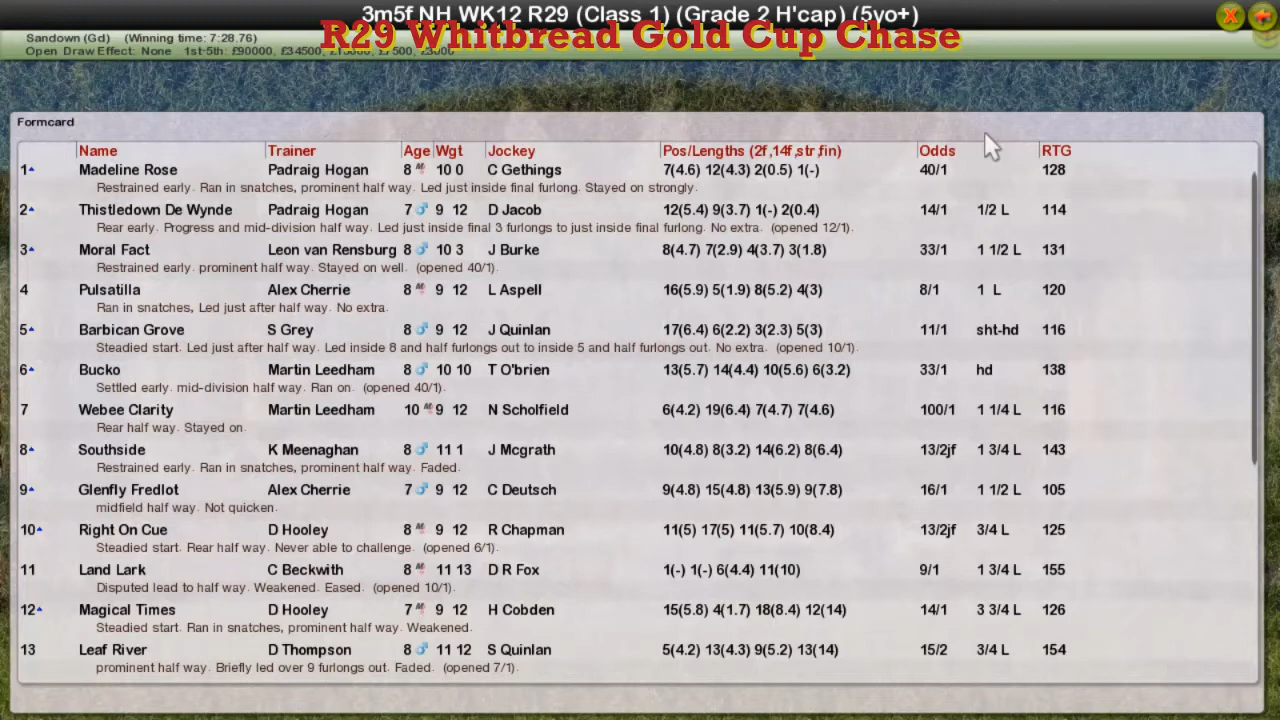 3m5f NH WK12 R29 (Class 1) (Grade 2 H'cap) (5yo+)
R29 Whitbread Gold Cup Chase
Sandown (Gd) (Winning time: 7:28.76)
Open Draw Effect. None 1st-5th: £90000, £34500,
Formcard
Name Trainer Age Wgt Jockey Pos/Lengths (2f,14f,str,fin) Odds RTG
1 Madeline Rose Padraig Hogan 8 10 0 C Gethings 7(4.6) 12(4.3) 2(0.5) 1(-) 40/1 128
Restrained early. Ran in snatches, prominent half way. Led just inside final furlong. Stayed on strongly.
2 Thistledown De Wynde Padraig Hogan 7 9 12 D Jacob 12(5.4) 9(3.7) 1(-) 2(0.4) 14/1 1/2 L 114
Rear early. Progress and mid-division half way. Led just inside final 3 furlongs to just inside final furlong. No extra. (opened 12/1).
3 Moral Fact Leon van Rensburg 8 10 3 J Burke 8(4.7) 7(2.9) 4(3.7) 3(1.8) 33/1 1 1/2 L 131
Restrained early. prominent half way. Stayed on well. (opened 40/1).
4 Pulsatilla Alex Cherrie 8 9 12 L Aspell 16(5.9) 5(1.9) 8(5.2) 4(3) 8/1 1 L 120
Ran in snatches, Led just after half way. No extra.
5 Barbican Grove S Grey 8 9 12 J Quinlan 17(6.4) 6(2.2) 3(2.3) 5(3) 11/1 sht-hd 116
Steadied start. Led just after half way. Led inside 8 and half furlongs out to inside 5 and half furlongs out. No extra. (opened 10/1).
6 Bucko Martin Leedham 8 10 10 T O'brien 13(5.7) 14(4.4) 10(5.6) 6(3.2) 33/1 hd 138
Settled early. mid-division half way. Ran on. (opened 40/1).
7 Webee Clarity Martin Leedham 10 9 12 N Scholfield 6(4.2) 19(6.4) 7(4.7) 7(4.6) 100/1 1 1/4 L 116
Rear half way. Stayed on.
8 Southside K Meenaghan 8 11 1 J Mcgrath 10(4.8) 8(3.2) 14(6.2) 8(6.4) 13/2jf 1 3/4 L 143
Restrained early. Ran in snatches, prominent half way. Faded.
9 Glenfly Fredlot Alex Cherrie 7 9 12 C Deutsch 9(4.8) 15(4.8) 13(5.9) 9(7.8) 16/1 1 1/2 L 105
midfield half way. Not quicken.
10 Right On Cue D Hooley 8 9 12 R Chapman 11(5) 17(5) 11(5.7) 10(8.4) 13/2jf 3/4 L 125
Steadied start. Rear half way. Never able to challenge. (opened 6/1).
11 Land Lark C Beckwith 8 11 13 D R Fox 1(-) 1(-) 6(4.4) 11(10) 9/1 1 3/4 L 155
Disputed lead to half way. Weakened. Eased. (opened 10/1).
12 Magical Times D Hooley 7 9 12 H Cobden 15(5.8) 4(1.7) 18(8.4) 12(14) 14/1 3 3/4 L 126
Steadied start. Ran in snatches, prominent half way. Weakened.
13 Leaf River D Thompson 8 11 12 S Quinlan 5(4.2) 13(4.3) 9(5.2) 13(14) 15/2 3/4 L 154
prominent half way. Briefly led over 9 furlongs out. Faded. (opened 7/1).